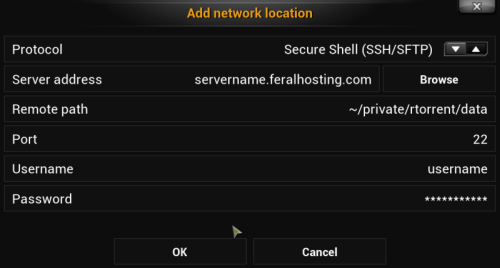 Add network location
Protocol Secure Shell (SSH/SFTP)
Server address servername.feralhosting.com Browse
Remote path ~/private/rtorrent/data
Port 22
Username username
Password ***********
OK Cancel